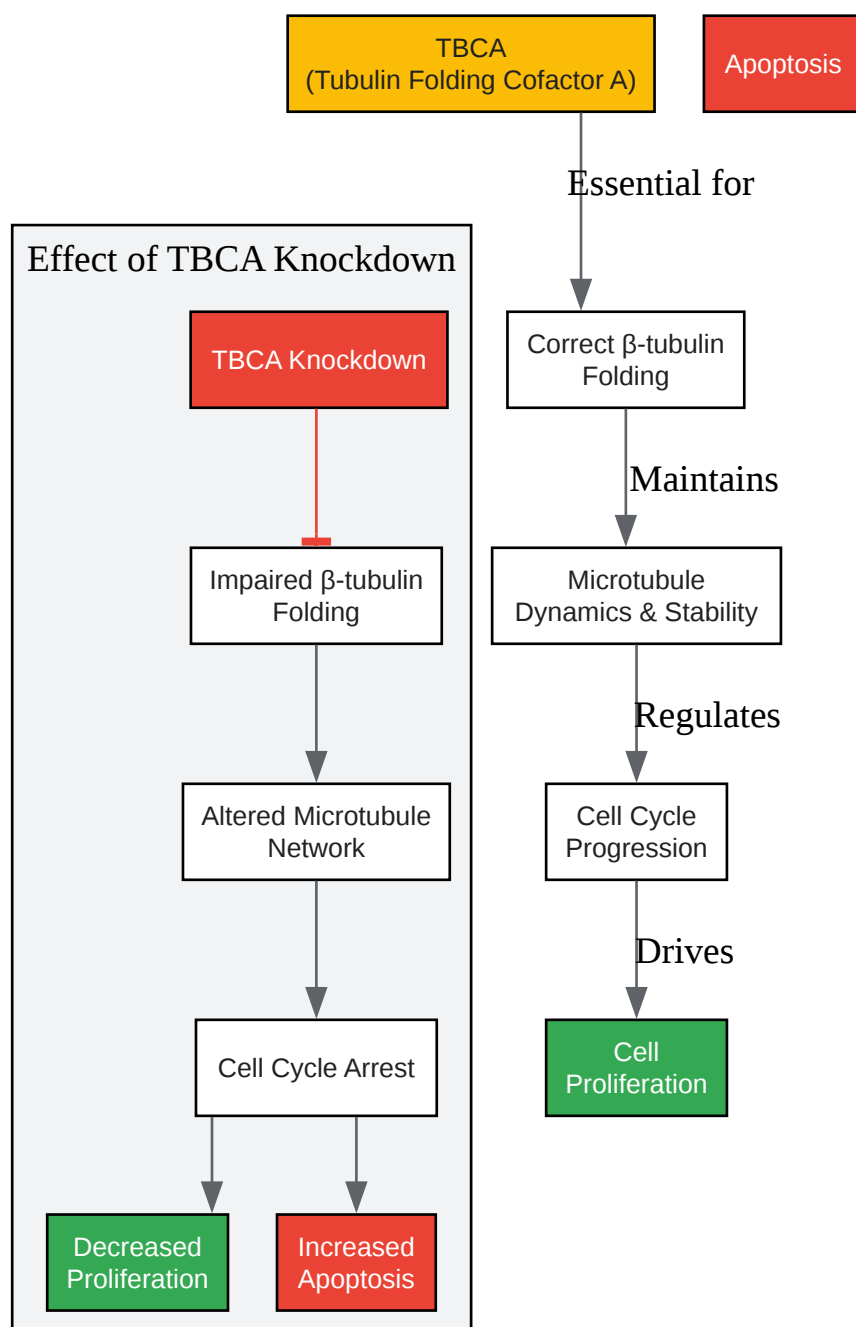 TBCA
(Tubulin Folding Cofactor A)
Apoptosis
Essential for
Effect of TBCA Knockdown
TBCA Knockdown
Correct β-tubulin
Folding
Maintains
Impaired β-tubulin
Folding
Microtubule
Dynamics & Stability
Regulates
Altered Microtubule
Network
Cell Cycle
Progression
Drives
Cell Cycle Arrest
Cell
Proliferation
Decreased
Proliferation
Increased
Apoptosis